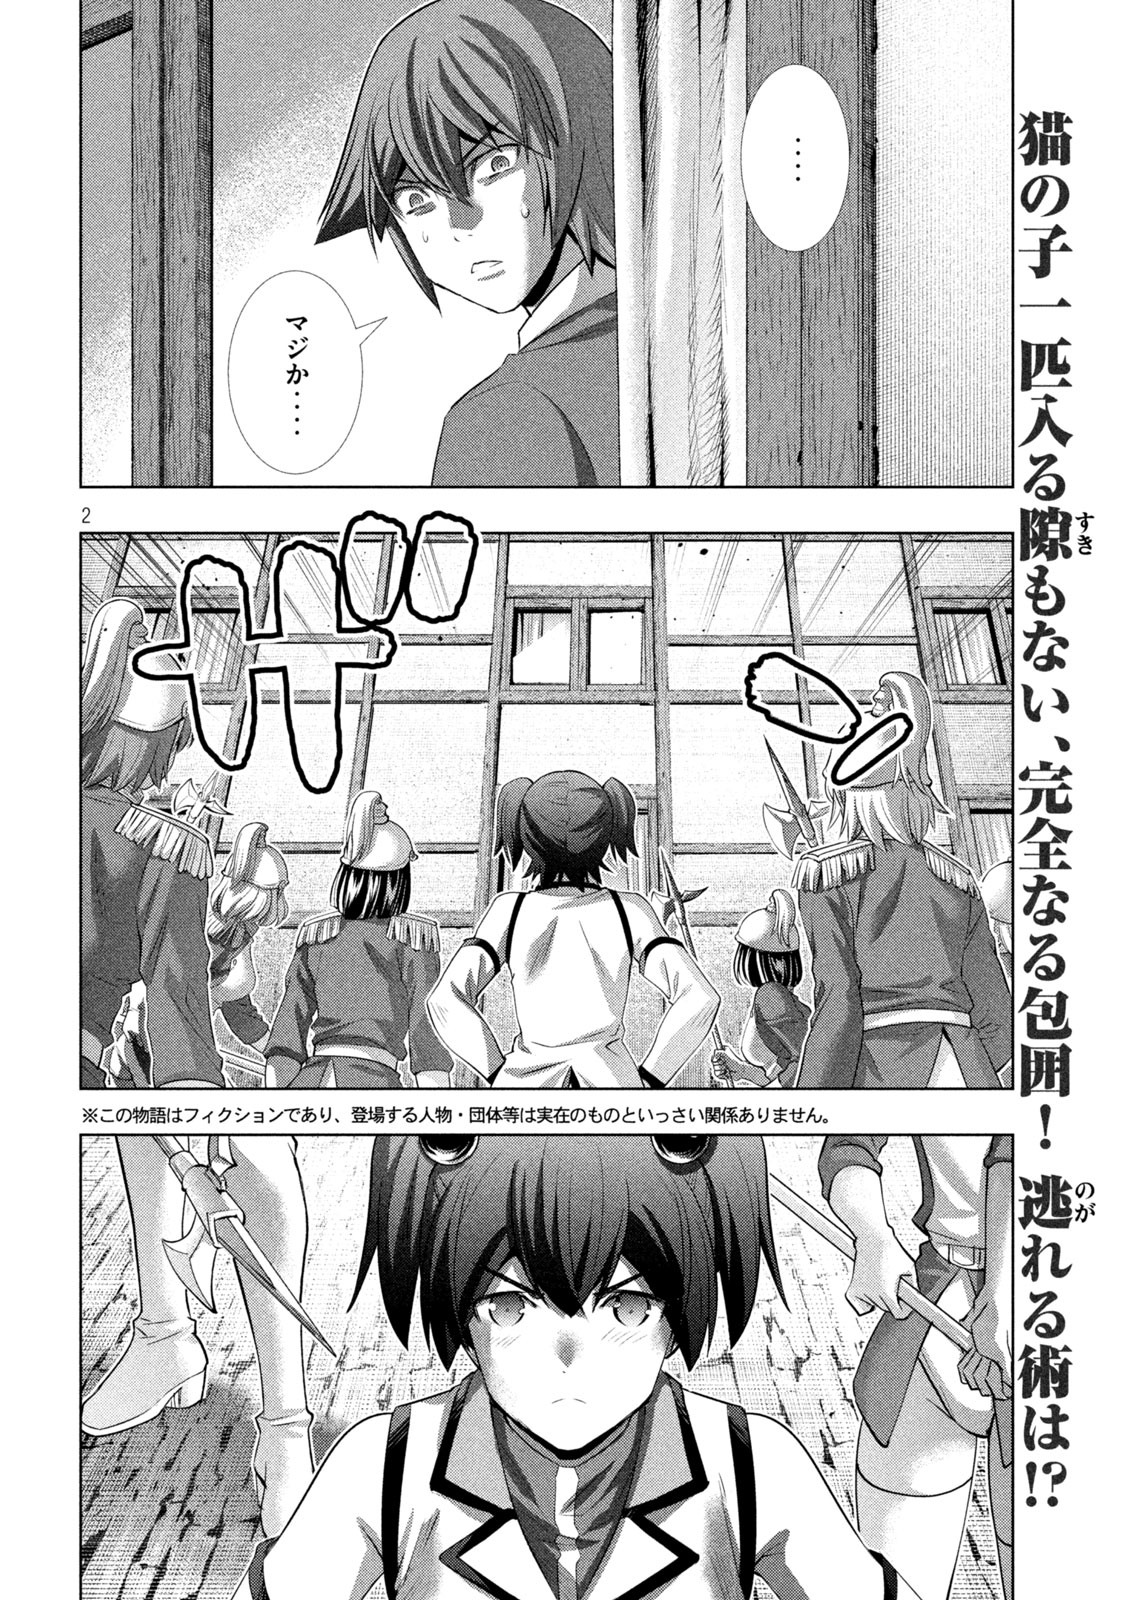 猫の子一匹入る隙もない、完全なる包囲！ 逃れる術は!?
すき
のが
‥‥
マジか‥‥
2
ザッ
※この物語はフィクションであり、登場する人物・団体等は実在のものといっさい関係ありません。